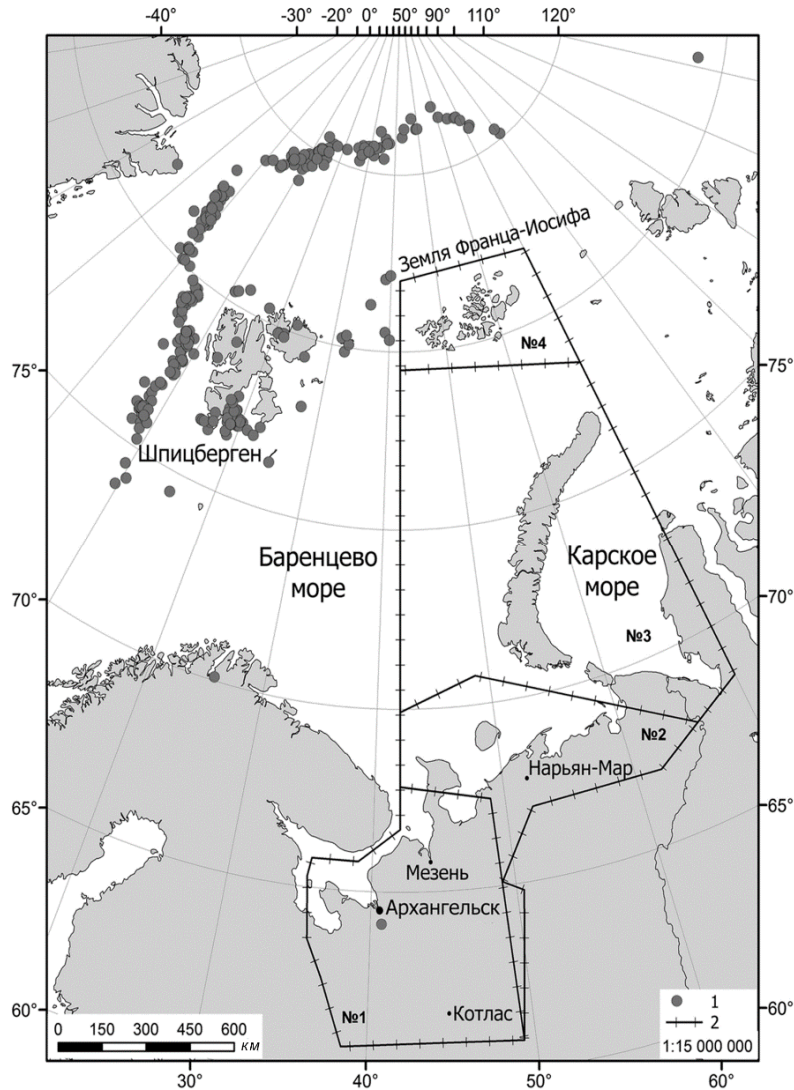 -40° -30° -20° 0° 50° 90° 110° 120°
Земля Франца-Иосифа
№4
75° 75°
Шпицберген
Баренцево
море
Карское
море
70° 70°
№3
№2
Нарьян-Мар
65° 65°
Мезень
Архангельск
№1
Котлас
60° 60°
0 150 300 450 600
км
1
2
1:15 000 000
30° 40° 50° 60°